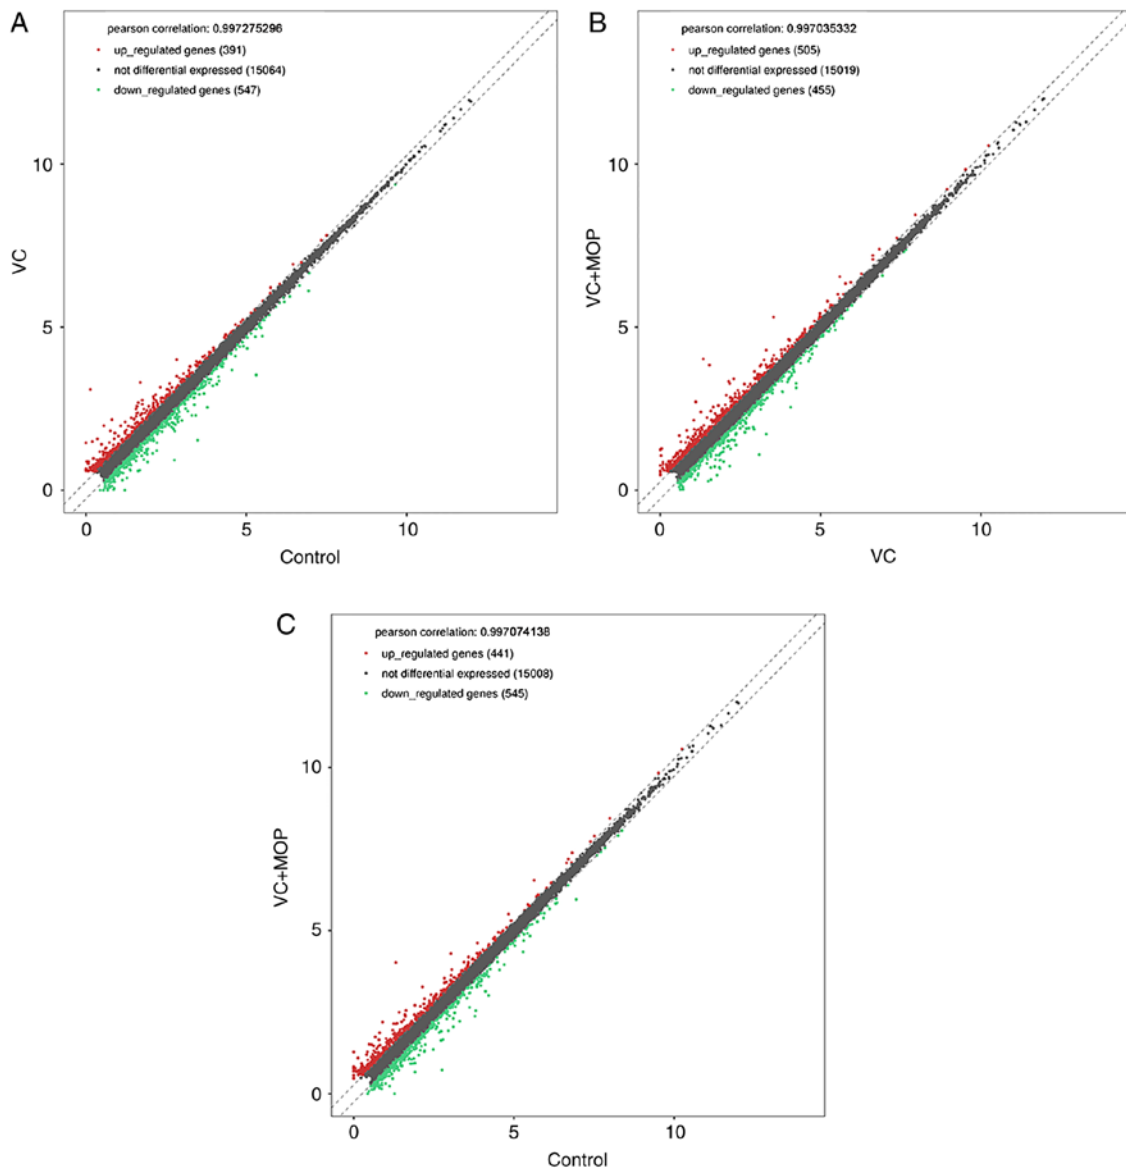 A
pearson correlation: 0.997275296
up_regulated genes (391)
not differential expressed (15064)
down_regulated genes (547)
10
5
0
VC
0 5 10
Control
B
pearson correlation: 0.997035332
up_regulated genes (505)
not differential expressed (15019)
down_regulated genes (455)
10
5
0
VC+MOP
0 5 10
VC
C
pearson correlation: 0.997074138
up_regulated genes (441)
not differential expressed (15008)
down_regulated genes (545)
10
5
0
VC+MOP
0 5 10
Control